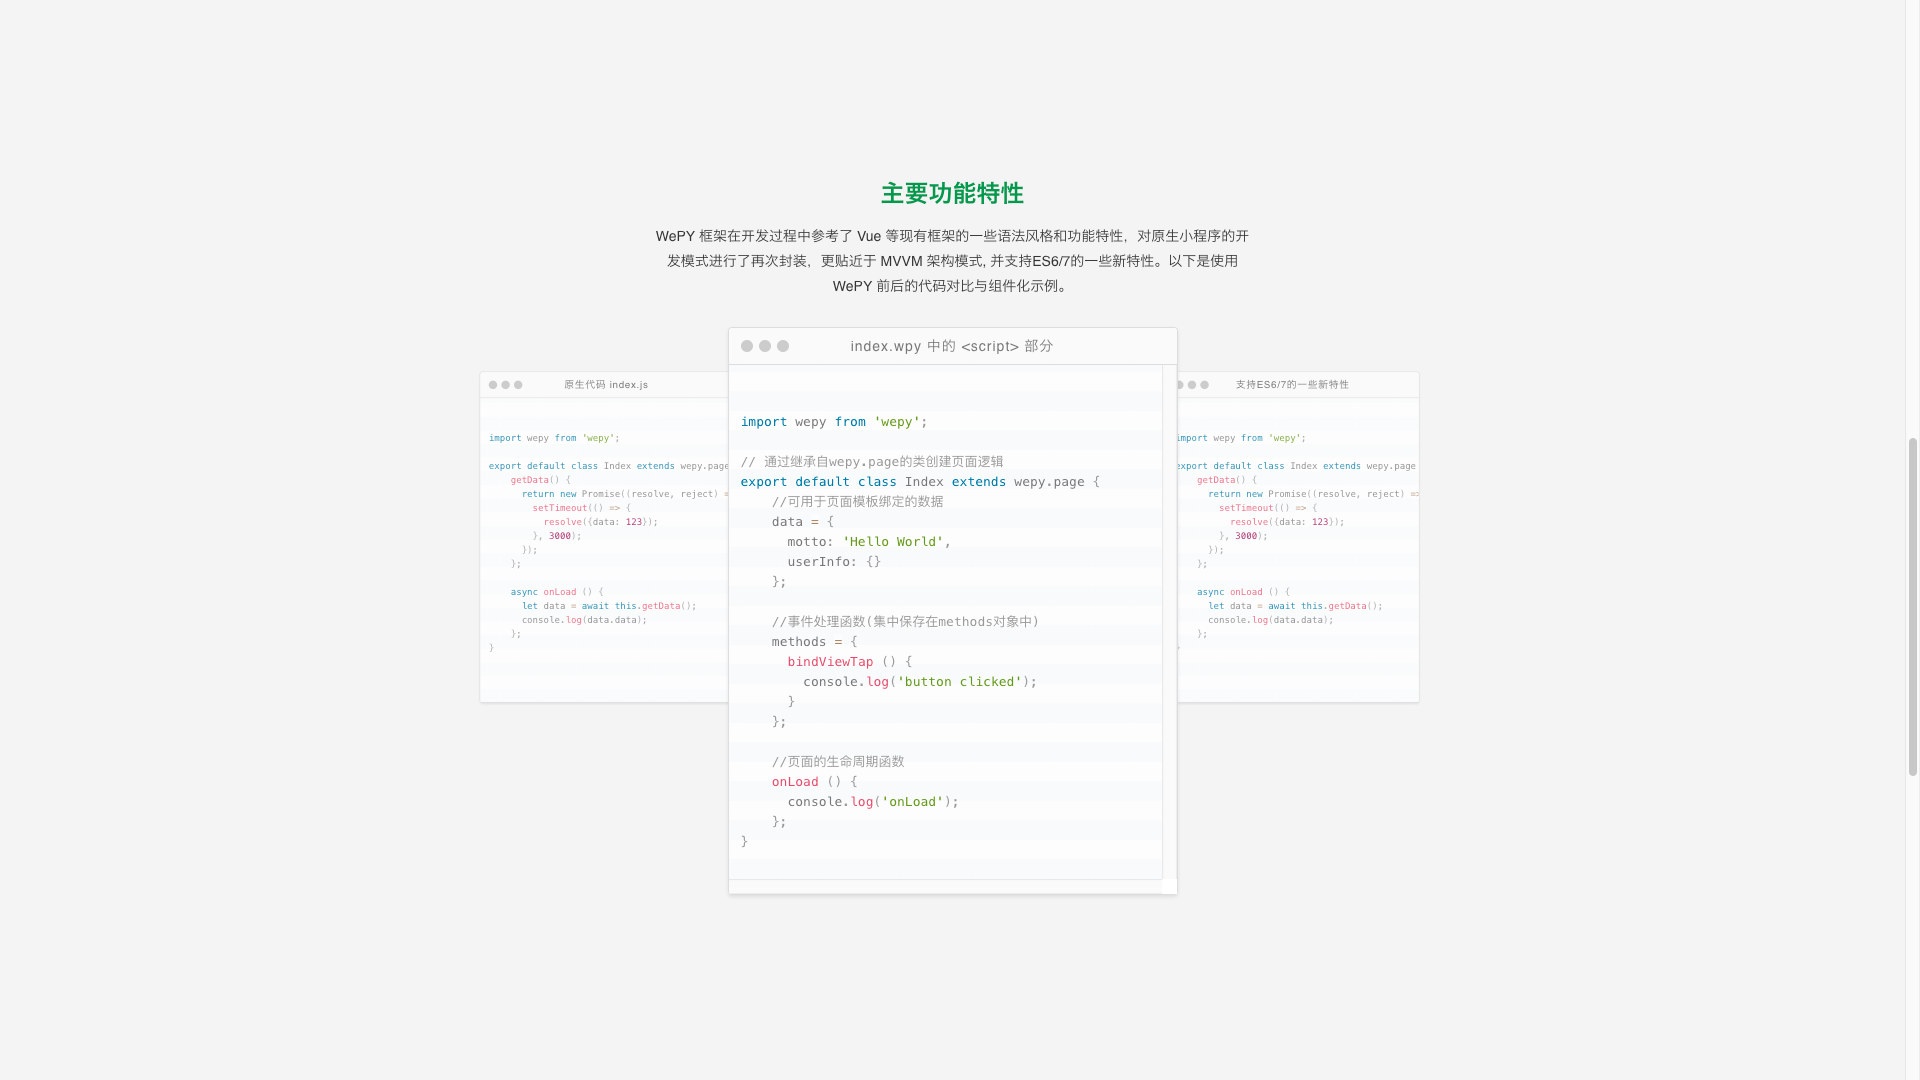 主要功能特性
WePY 框架在开发过程中参考了 Vue 等现有框架的一些语法风格和功能特性，对原生小程序的开
发模式进行了再次封装，更贴近于 MVVM 架构模式, 并支持ES6/7的一些新特性。以下是使用
WePY 前后的代码对比与组件化示例。
原生代码 index.js
import wepy from 'wepy';
export default class Index extends wepy.page
getData() {
return new Promise((resolve, reject) =
setTimeout(() => {
resolve({data: 123});
}, 3000);
});
};
async onLoad () {
let data = await this.getData();
console.log(data.data);
};
}
index.wpy 中的 <script> 部分
import wepy from 'wepy';
// 通过继承自wepy.page的类创建页面逻辑
export default class Index extends wepy.page {
//可用于页面模板绑定的数据
data = {
motto: 'Hello World',
userInfo: {}
};
//事件处理函数(集中保存在methods对象中)
methods = {
bindViewTap () {
console.log('button clicked');
}
};
//页面的生命周期函数
onLoad () {
console.log('onLoad');
};
}
支持ES6/7的一些新特性
import wepy from 'wepy';
export default class Index extends wepy.page
getData() {
return new Promise((resolve, reject) =>
setTimeout(() => {
resolve({data: 123});
}, 3000);
});
};
async onLoad () {
let data = await this.getData();
console.log(data.data);
};
}